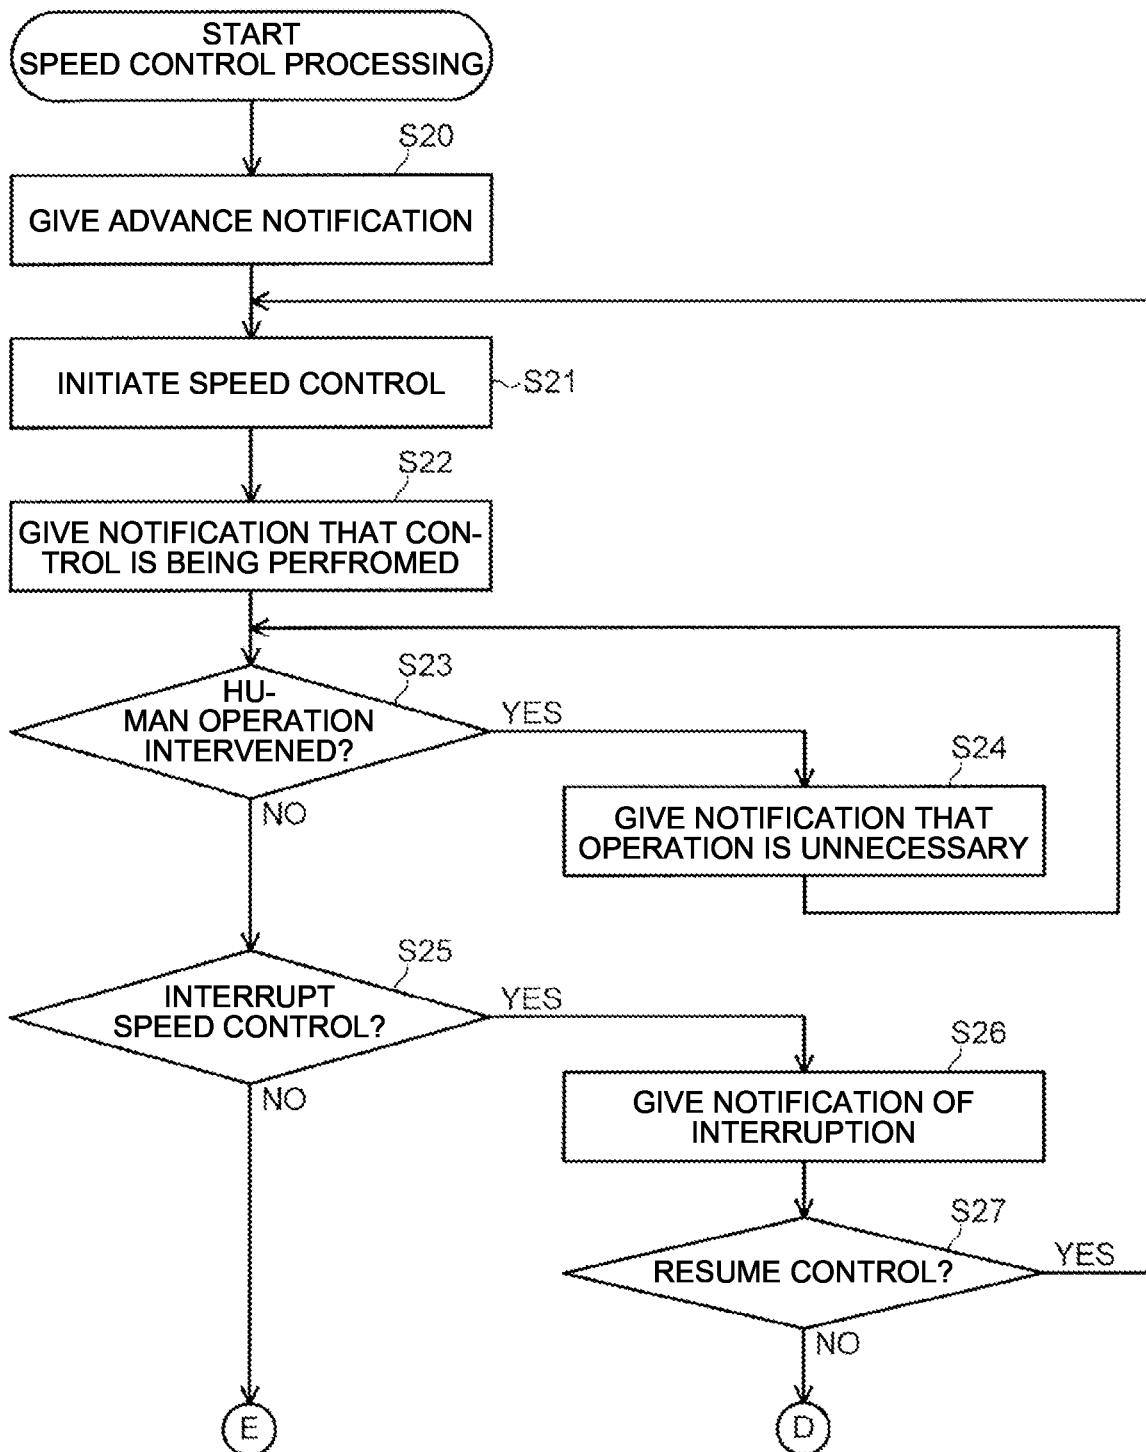 START
SPEED CONTROL PROCESSING
S20
GIVE ADVANCE NOTIFICATION
INITIATE SPEED CONTROL
S21
S22
GIVE NOTIFICATION THAT CON-
TROL IS BEING PERFROMED
S23
HU-
MAN OPERATION
INTERVENED?
YES
NO
S24
GIVE NOTIFICATION THAT
OPERATION IS UNNECESSARY
S25
INTERRUPT
SPEED CONTROL?
YES
NO
S26
GIVE NOTIFICATION OF
INTERRUPTION
S27
RESUME CONTROL?
YES
NO
E
D